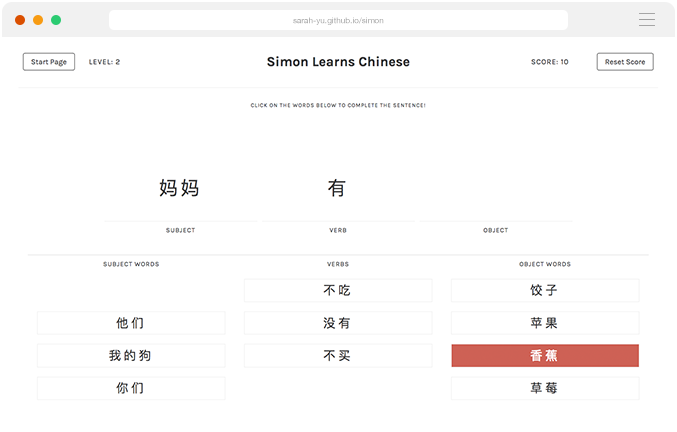 sarah-yu.github.io/simon
Start Page LEVEL: 2 Simon Learns Chinese SCORE: 10 Reset Score
CLICK ON THE WORDS BELOW TO COMPLETE THE SENTENCE!
妈妈 有
SUBJECT VERB OBJECT
SUBJECT WORDS VERBS OBJECT WORDS
不吃 饺子
他们 没有 苹果
我的狗 不买 香蕉
你们 草莓